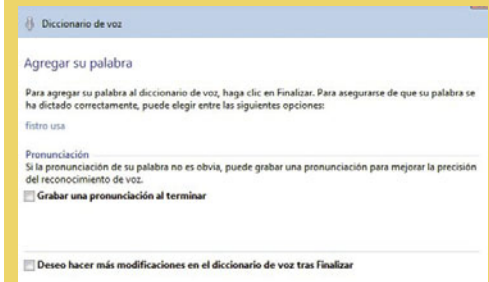 Diccionario de voz
Agregar su palabra
Para agregar su palabra al diccionario de voz, haga clic en Finalizar. Para asegurarse de que su palabra se
ha dictado correctamente, puede elegir entre las siguientes opciones:
fistro usa
Pronunciación
Si la pronunciación de su palabra no es obvia, puede grabar una pronunciación para mejorar la precisión
del reconocimiento de voz.
Grabar una pronunciación al terminar
Deseo hacer más modificaciones en el diccionario de voz tras Finalizar